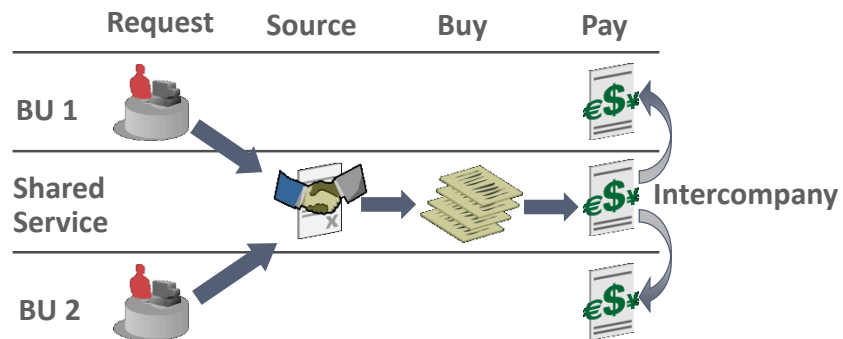 Request Source Buy Pay
BU 1
€$¥
Shared
Service
X
€$¥
Intercompany
BU 2
€$¥